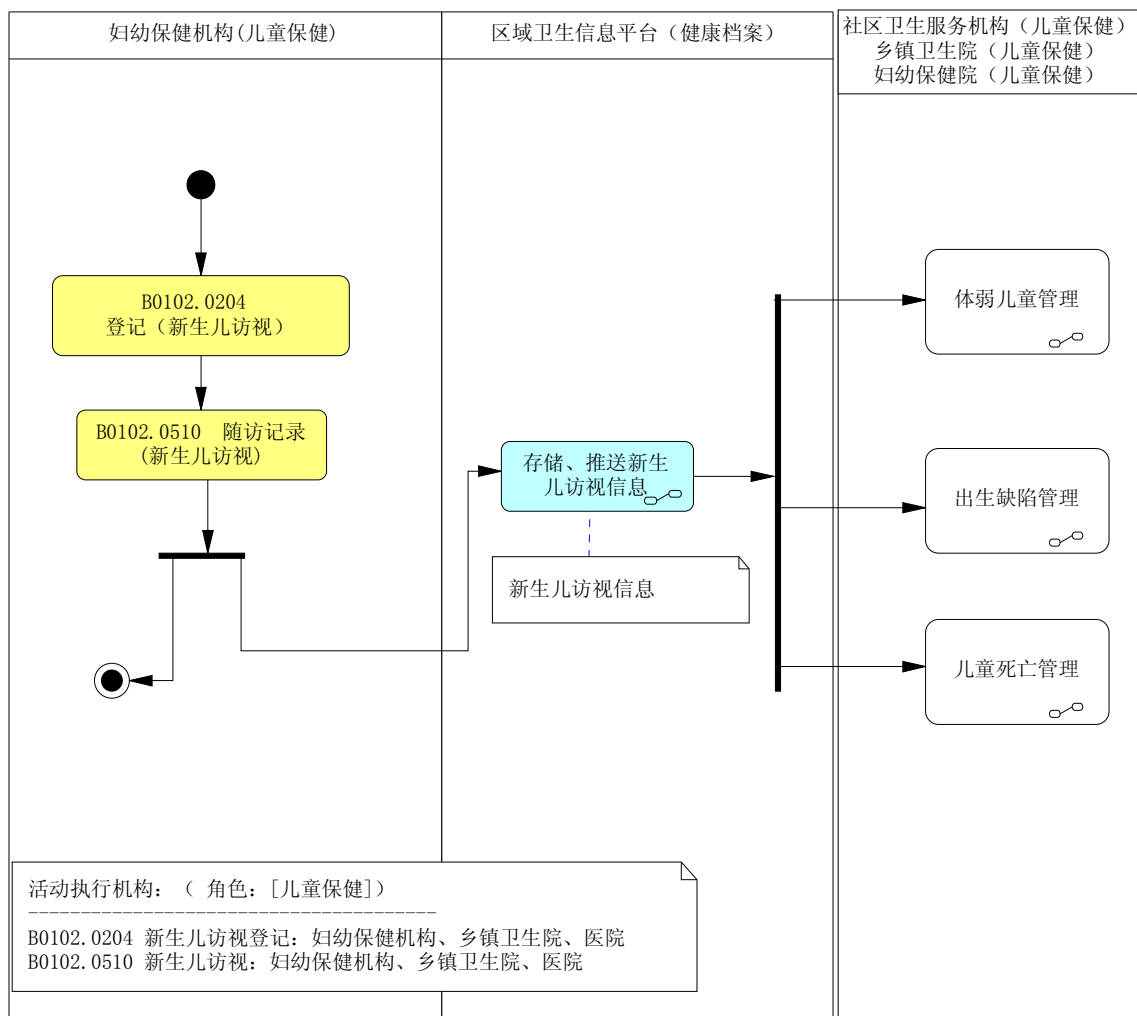 妇幼保健机构(儿童保健)
区域卫生信息平台（健康档案）
社区卫生服务机构（儿童保健）
乡镇卫生院（儿童保健）
妇幼保健院（儿童保健）
B0102.0204
登记（新生儿访视）
B0102.0510 随访记录
(新生儿访视)
存储、推送新生
儿访视信息
新生儿访视信息
体弱儿童管理
出生缺陷管理
儿童死亡管理
活动执行机构：（ 角色：[儿童保健]）
---------------------------------------
B0102.0204 新生儿访视登记：妇幼保健机构、乡镇卫生院、医院
B0102.0510 新生儿访视：妇幼保健机构、乡镇卫生院、医院